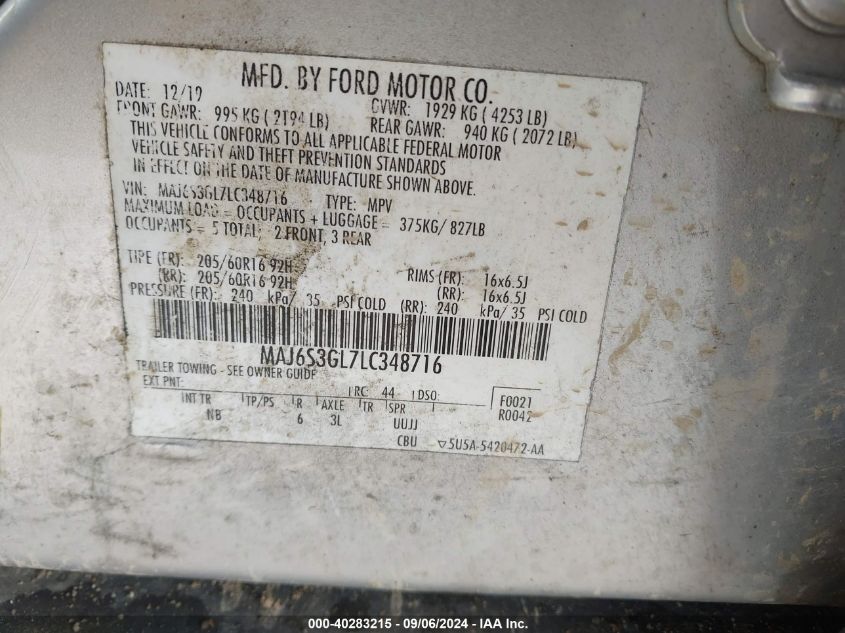 MFD. BY FORD MOTOR CO.
DATE: 12/19 GVWR: 1929 KG ( 4253 LB)
FRONT GAWR: 995 KG ( 2194 LB) REAR GAWR: 940 KG ( 2072 LB)
THIS VEHICLE CONFORMS TO ALL APPLICABLE FEDERAL MOTOR
VEHICLE SAFETY AND THEFT PREVENTION STANDARDS
IN EFFECT ON THE DATE OF MANUFACTURE SHOWN ABOVE.
VIN: MAJ6S3GL7LC348716 TYPE: MPV
MAXIMUM LOAD = OCCUPANTS + LUGGAGE = 375KG/ 827LB
OCCUPANTS = 5 TOTAL; 2 FRONT, 3 REAR
TIRE (FR): 205/60R16 92H RIMS (FR): 16x6.5J
(RR): 205/60R16 92H (RR): 16x6.5J
PRESSURE (FR): 240 kPa/ 35 PSI COLD (RR): 240 kPa/ 35 PSI COLD
MAJ6S3GL7LC348716
TRAILER TOWING - SEE OWNER GUIDE
EXT PNT: RC: 44 DSO: F0021
R0042
INT TR TP/PS R AXLE TR SPR
NB 6 3L UUJJ
CBU ▽5U5A-5420472-AA
000-40283215 - 09/06/2024 - IAA Inc.